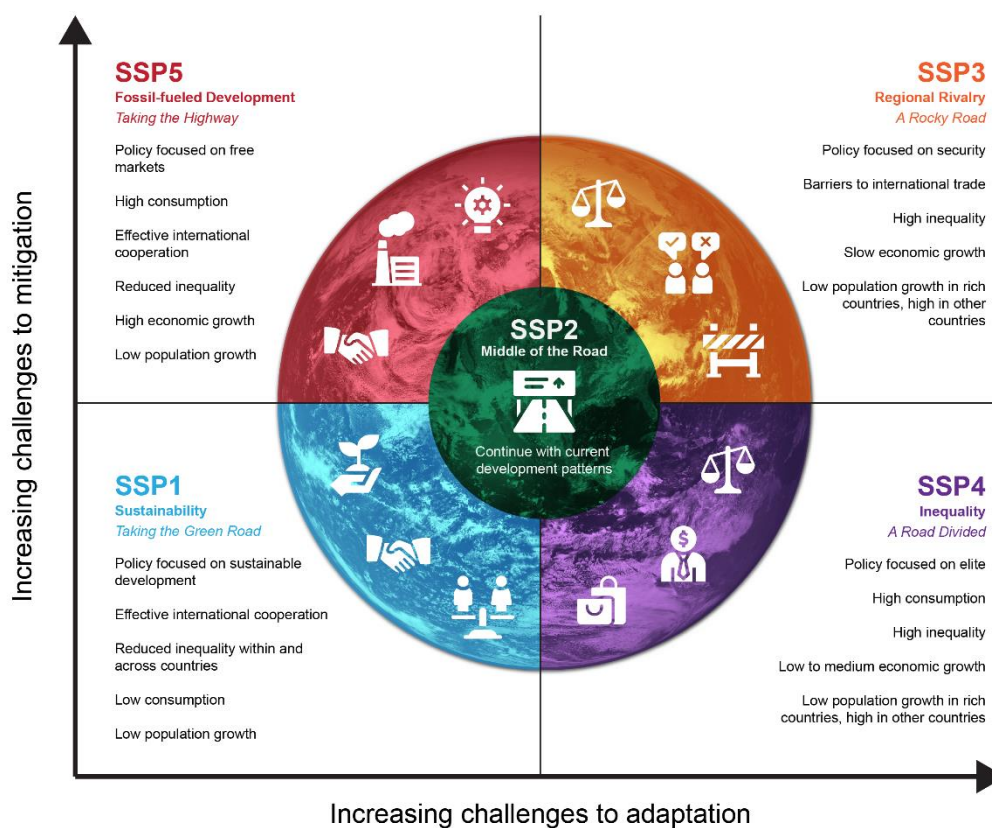 Increasing challenges to mitigation
SSP5
Fossil-fueled Development
Taking the Highway
Policy focused on free
markets
High consumption
Effective international
cooperation
Reduced inequality
High economic growth
Low population growth
SSP3
Regional Rivalry
A Rocky Road
Policy focused on security
Barriers to international trade
High inequality
Slow economic growth
Low population growth in rich
countries, high in other
countries
SSP2
Middle of the Road
Continue with current
development patterns
SSP1
Sustainability
Taking the Green Road
Policy focused on sustainable
development
Effective international cooperation
Reduced inequality within and
across countries
Low consumption
Low population growth
$
SSP4
Inequality
A Road Divided
Policy focused on elite
High consumption
High inequality
Low to medium economic growth
Low population growth in rich
countries, high in other countries
Increasing challenges to adaptation